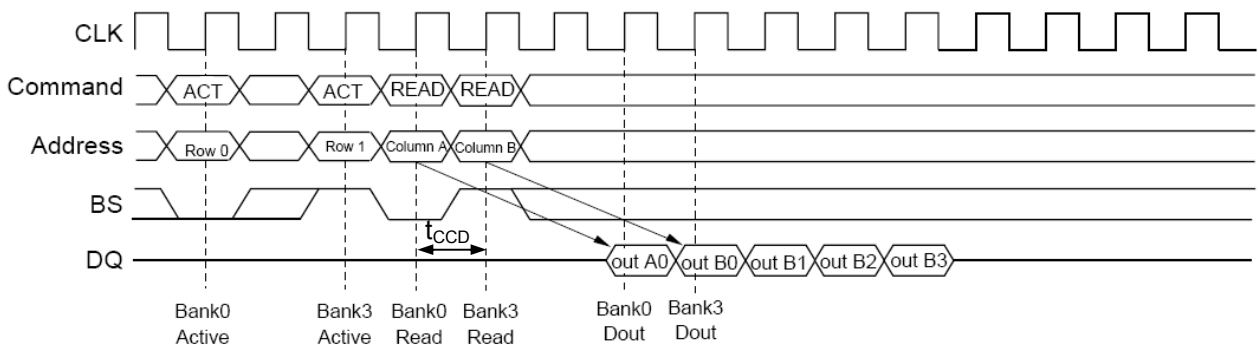 CLK
Command ACT ACT READ READ
Address Row 0 Row 1 Column A Column B
BS
tCCD
DQ out A0 out B0 out B1 out B2 out B3
Bank0 Bank3 Bank0 Bank3 Bank0 Bank3
Active Active Read Read Dout Dout